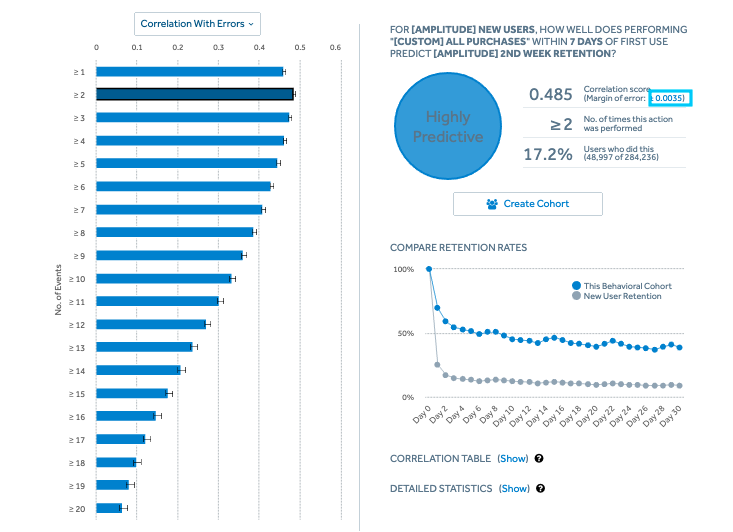 Correlation With Errors
0 0.1 0.2 0.3 0.4 0.5 0.6
No. of Events
≥ 1
≥ 2
≥ 3
≥ 4
≥ 5
≥ 6
≥ 7
≥ 8
≥ 9
≥ 10
≥ 11
≥ 12
≥ 13
≥ 14
≥ 15
≥ 16
≥ 17
≥ 18
≥ 19
≥ 20
FOR [AMPLITUDE] NEW USERS, HOW WELL DOES PERFORMING
"[CUSTOM] ALL PURCHASES" WITHIN 7 DAYS OF FIRST USE
PREDICT [AMPLITUDE] 2ND WEEK RETENTION?
Highly
Predictive
0.485 Correlation score
(Margin of error: ± 0.0035)
≥ 2 No. of times this action
was performed
17.2% Users who did this
(48,997 of 284,236)
Create Cohort
COMPARE RETENTION RATES
100%
50%
0%
This Behavioral Cohort
New User Retention
Day 0 Day 2 Day 4 Day 6 Day 8 Day 10 Day 12 Day 14 Day 16 Day 18 Day 20 Day 22 Day 24 Day 26 Day 28 Day 30
CORRELATION TABLE (Show) ?
DETAILED STATISTICS (Show) ?